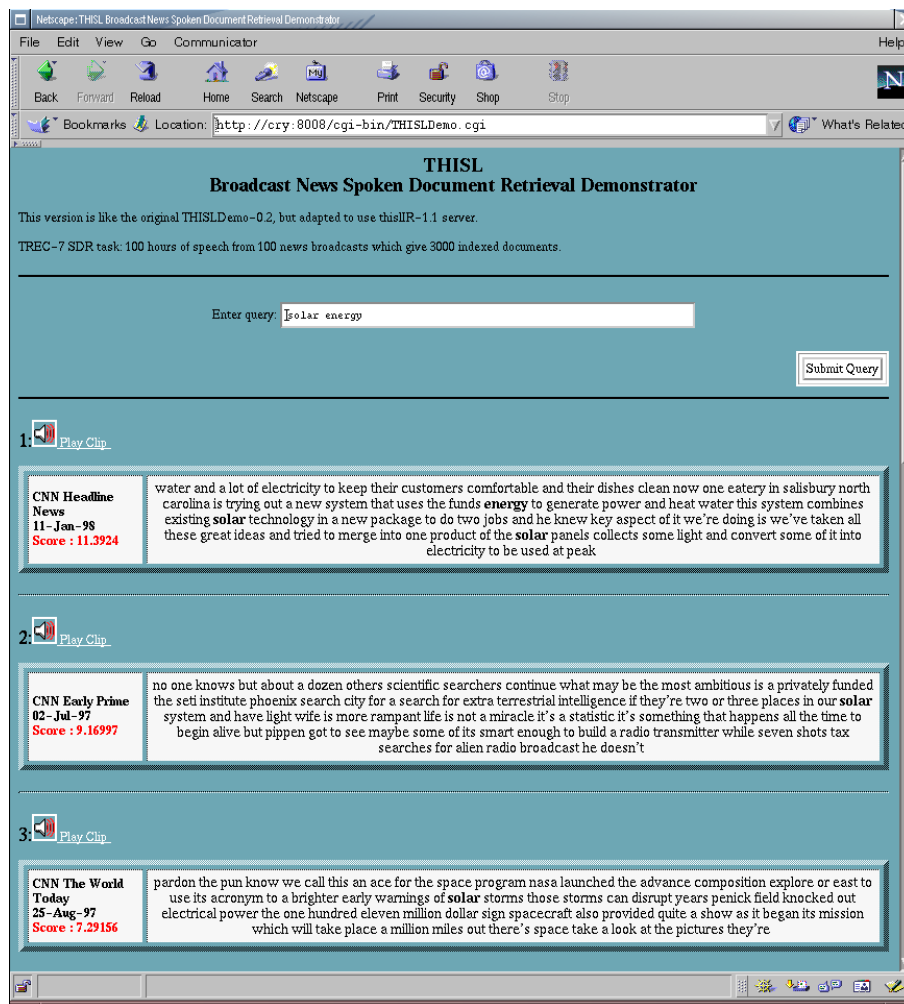 Netscape: THISL Broadcast News Spoken Document Retrieval Demonstrator
File Edit View Go Communicator Help
My
N
Back Forward Reload Home Search Netscape Print Security Shop Stop
Bookmarks Location: http://cry:8008/cgi-bin/THISLDemo.cgi What's Related
THISL
Broadcast News Spoken Document Retrieval Demonstrator
This version is like the original THISLDemo-0.2, but adapted to use thislIR-1.1 server.
TREC-7 SDR task: 100 hours of speech from 100 news broadcasts which give 3000 indexed documents.
Enter query: solar energy
Submit Query
1: Play Clip
CNN Headline
News
11-Jan-98
Score : 11.3924
water and a lot of electricity to keep their customers comfortable and their dishes clean now one eatery in salisbury north
carolina is trying out a new system that uses the funds energy to generate power and heat water this system combines
existing solar technology in a new package to do two jobs and he knew key aspect of it we're doing is we've taken all
these great ideas and tried to merge into one product of the solar panels collects some light and convert some of it into
electricity to be used at peak
2: Play Clip
CNN Early Prime
02-Jul-97
Score : 9.16997
no one knows but about a dozen others scientific searchers continue what may be the most ambitious is a privately funded
the seti institute phoenix search city for a search for extra terrestrial intelligence if they're two or three places in our solar
system and have light wife is more rampant life is not a miracle it's a statistic it's something that happens all the time to
begin alive but pippen got to see maybe some of its smart enough to build a radio transmitter while seven shots tax
searches for alien radio broadcast he doesn't
3: Play Clip
CNN The World
Today
25-Aug-97
Score : 7.29156
pardon the pun know we call this an ace for the space program nasa launched the advance composition explore or east to
use its acronym to a brighter early warnings of solar storms those storms can disrupt years penick field knocked out
electrical power the one hundred eleven million dollar sign spacecraft also provided quite a show as it began its mission
which will take place a million miles out there's space take a look at the pictures they're